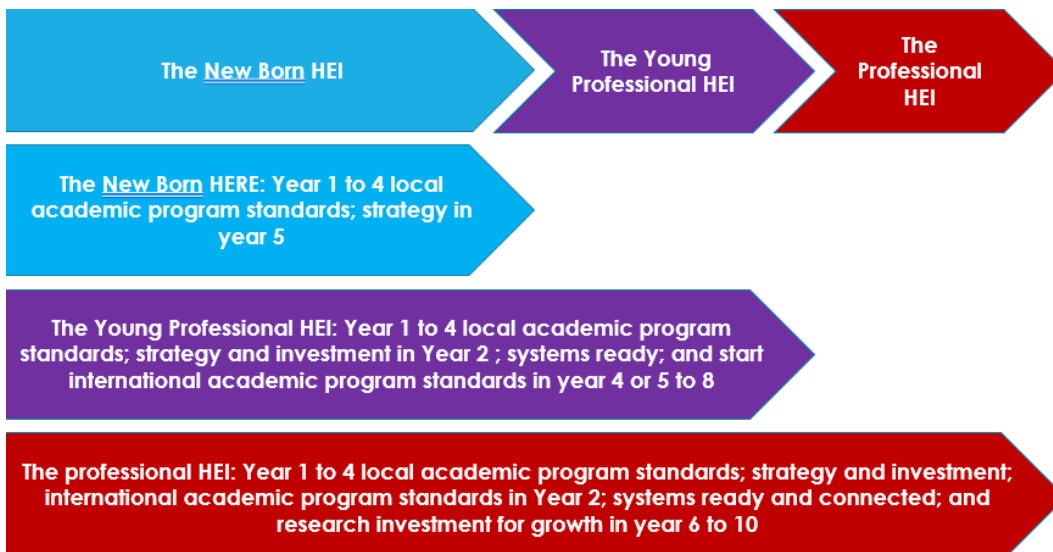 The New Born HEI
The Young
Professional HEI
The
Professional
HEI
The New Born HERE: Year 1 to 4 local
academic program standards; strategy in
year 5
The Young Professional HEI: Year 1 to 4 local academic program
standards; strategy and investment in Year 2 ; systems ready; and start
international academic program standards in year 4 or 5 to 8
The professional HEI: Year 1 to 4 local academic program standards; strategy and investment;
international academic program standards in Year 2; systems ready and connected; and
research investment for growth in year 6 to 10